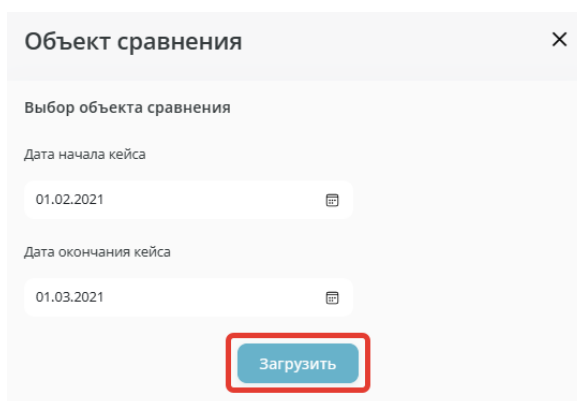 Объект сравнения
Выбор объекта сравнения
Дата начала кейса
01.02.2021
Дата окончания кейса
01.03.2021
Загрузить